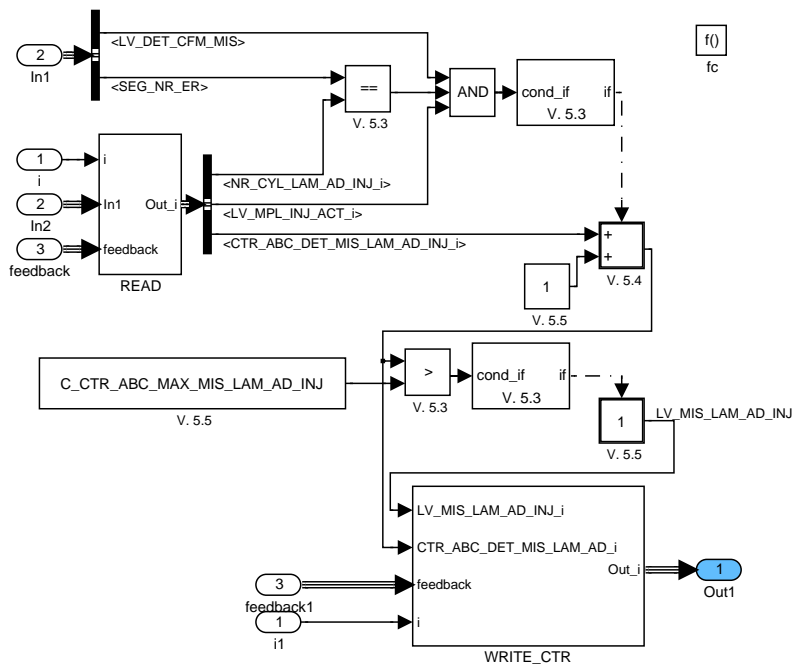 <LV_DET_CFM_MIS>
f()
fc
2
In1
<SEG_NR_ER>
==
V. 5.3
AND
cond_if if
V. 5.3
1
i
i
<NR_CYL_LAM_AD_INJ_i>
2
In2
In1 Out_i
<LV_MPL_INJ_ACT_i>
<CTR_ABC_DET_MIS_LAM_AD_INJ_i>
3
feedback
feedback
READ
+
+
V. 5.4
1
V. 5.5
C_CTR_ABC_MAX_MIS_LAM_AD_INJ
V. 5.5
>
V. 5.3
cond_if if
V. 5.3
1
V. 5.5
LV_MIS_LAM_AD_INJ
LV_MIS_LAM_AD_INJ_i
CTR_ABC_DET_MIS_LAM_AD_i
Out_i
1
Out1
3
feedback1
feedback
1
i1
i
WRITE_CTR